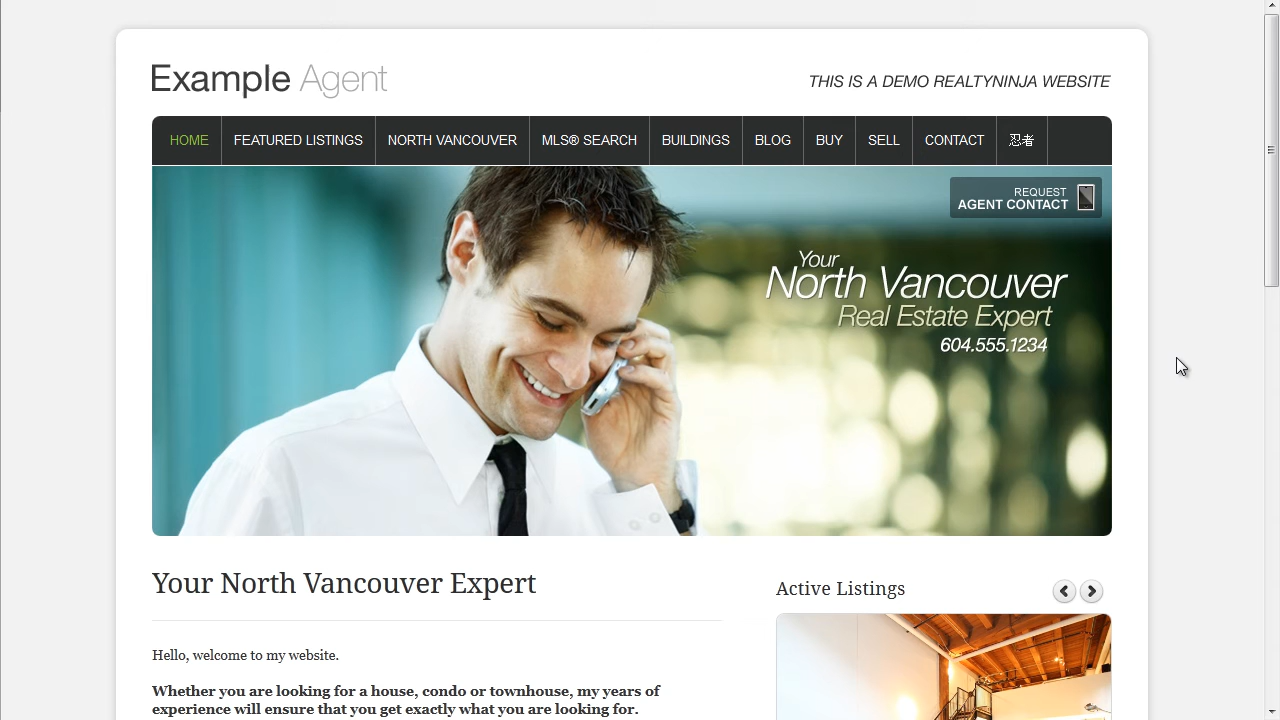 Example Agent
THIS IS A DEMO REALTYNINJA WEBSITE
HOME FEATURED LISTINGS NORTH VANCOUVER MLS® SEARCH BUILDINGS BLOG BUY SELL CONTACT 忍者
REQUEST
AGENT CONTACT
Your
North Vancouver
Real Estate Expert
604.555.1234
Your North Vancouver Expert
Active Listings
Hello, welcome to my website.
Whether you are looking for a house, condo or townhouse, my years of
experience will ensure that you get exactly what you are looking for.